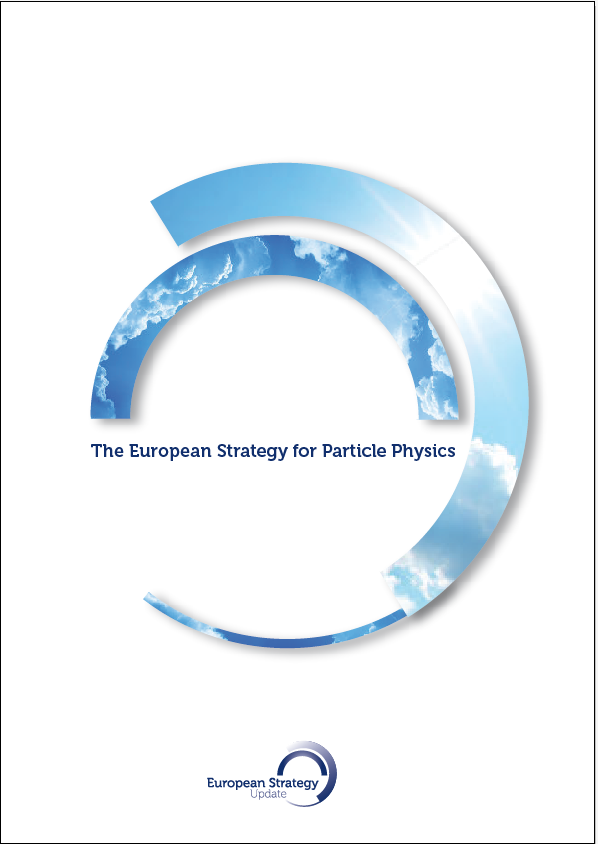 The European Strategy for Particle Physics
European Strategy
Update